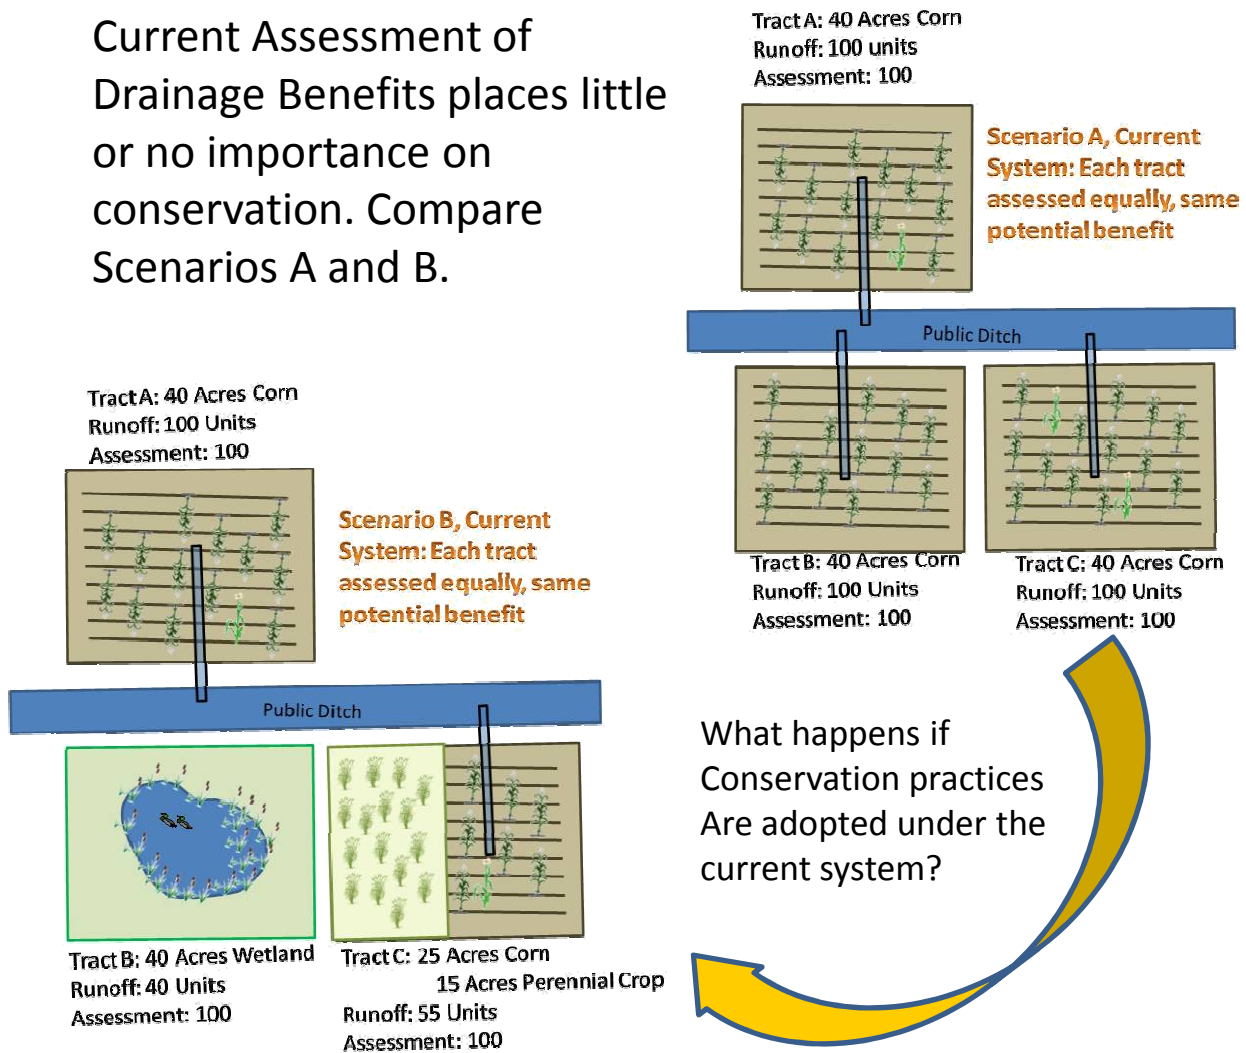 Current Assessment of
Drainage Benefits places little
or no importance on
conservation. Compare
Scenarios A and B.
Tract A: 40 Acres Corn
Runoff: 100 units
Assessment: 100
Scenario A, Current
System: Each tract
assessed equally, same
potential benefit
Public Ditch
Tract B: 40 Acres Corn
Runoff: 100 Units
Assessment: 100
Tract C: 40 Acres Corn
Runoff: 100 Units
Assessment: 100
Tract A: 40 Acres Corn
Runoff: 100 Units
Assessment: 100
Scenario B, Current
System: Each tract
assessed equally, same
potential benefit
Public Ditch
Tract B: 40 Acres Wetland
Runoff: 40 Units
Assessment: 100
Tract C: 25 Acres Corn
15 Acres Perennial Crop
Runoff: 55 Units
Assessment: 100
What happens if
Conservation practices
Are adopted under the
current system?